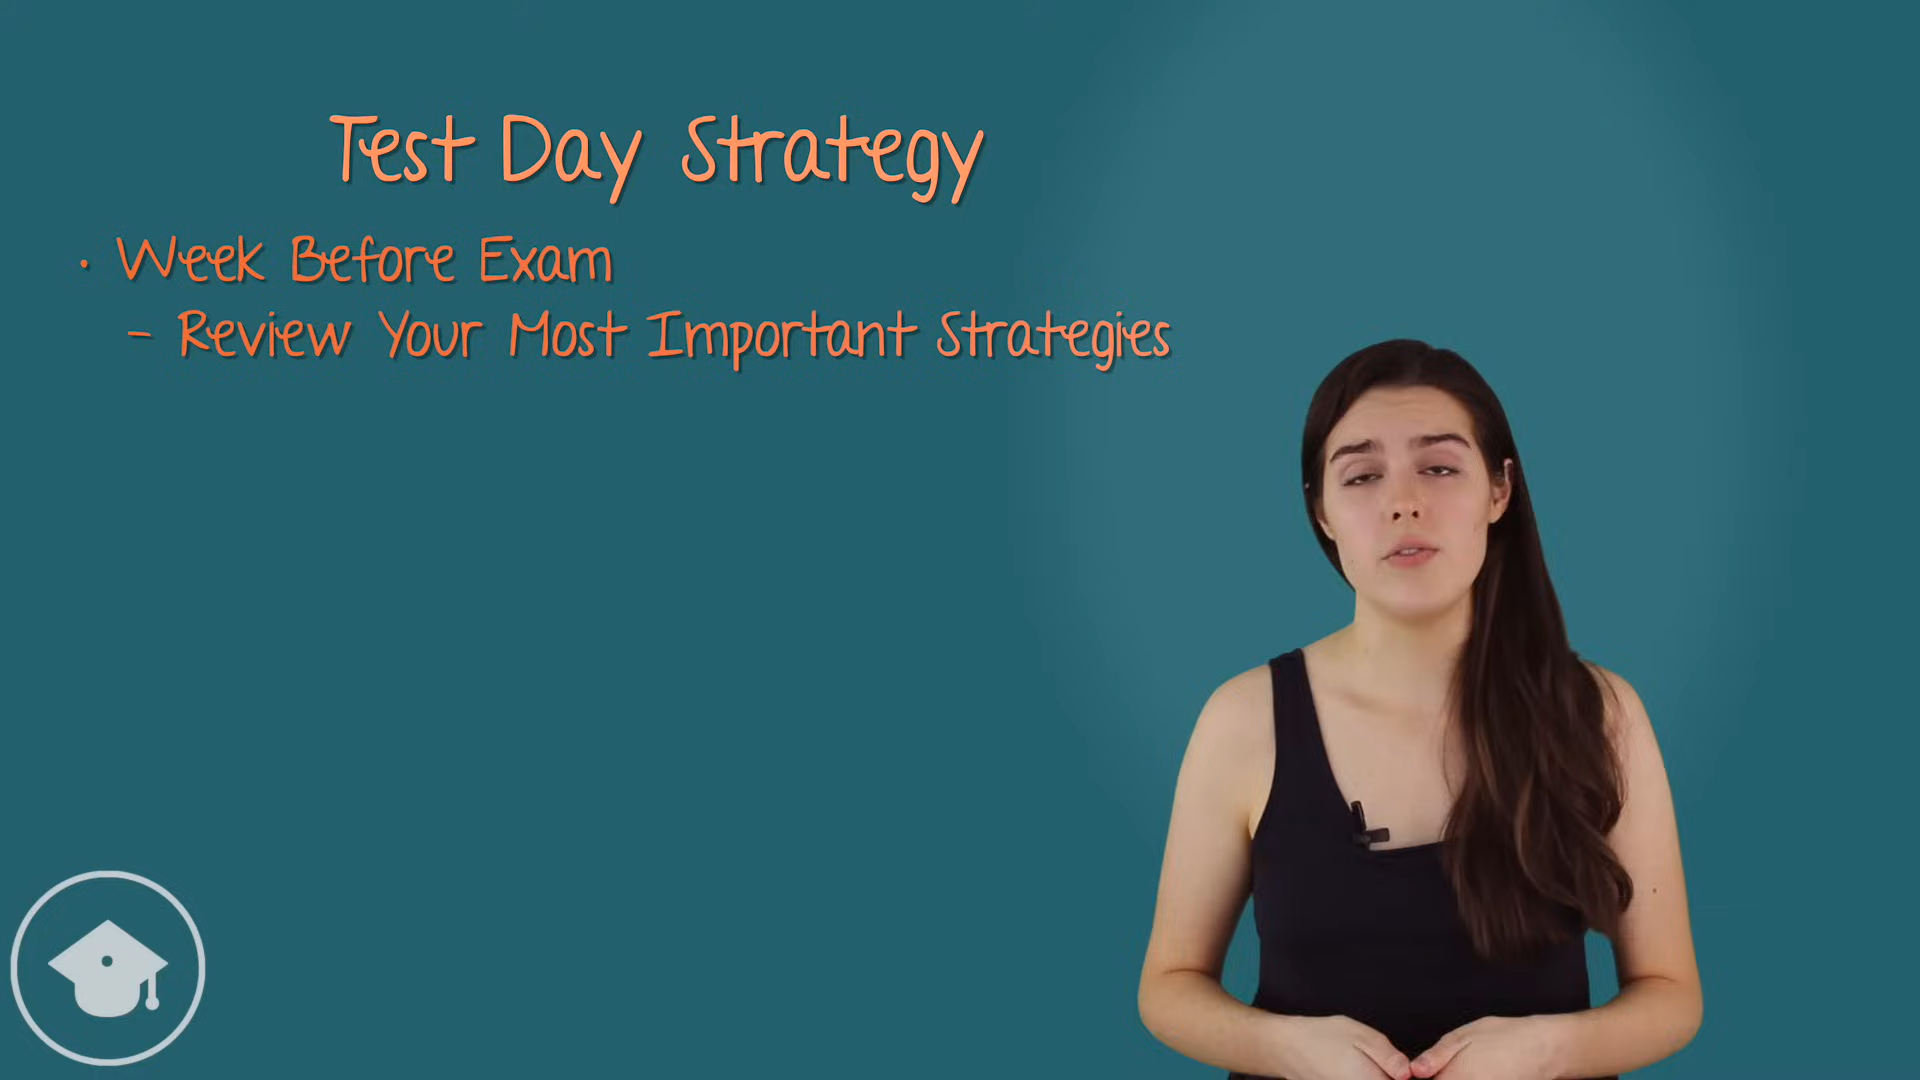 Test Day Strategy
• Week Before Exam
- Review Your Most Important Strategies